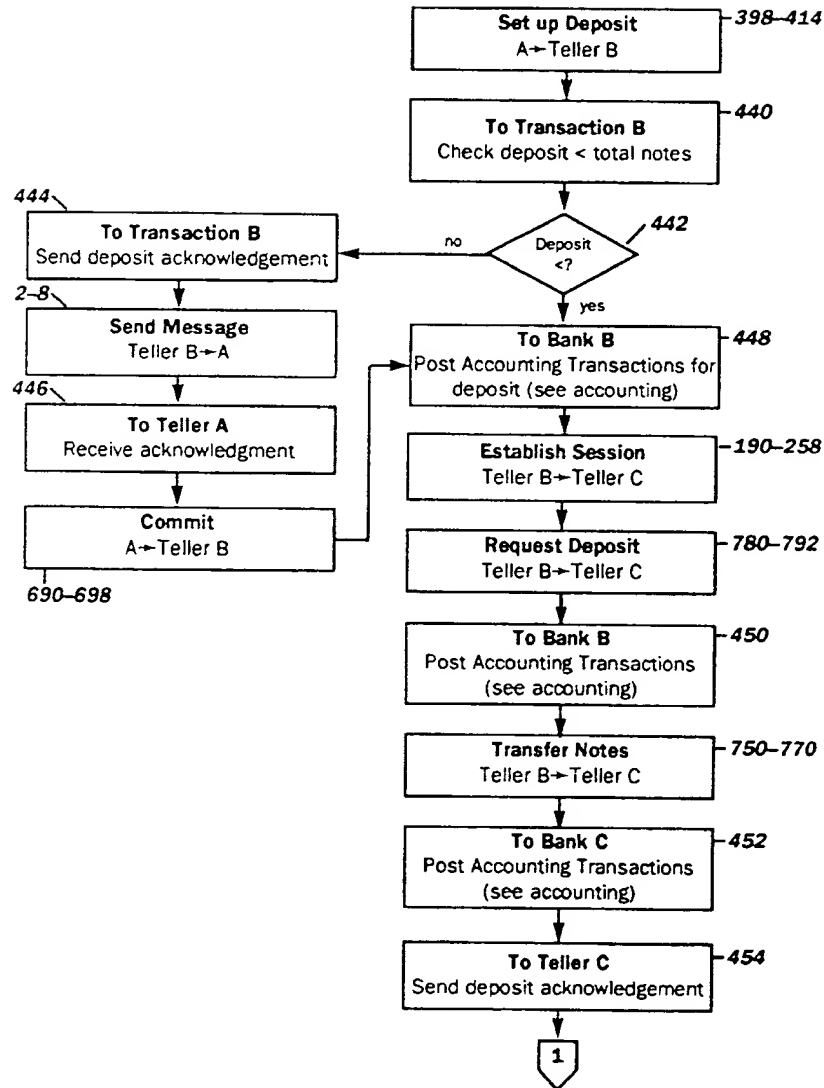 Set up Deposit
A→Teller B
398–414
To Transaction B
Check deposit < total notes
440
Deposit
<?
442
no
yes
444
To Transaction B
Send deposit acknowledgement
2–8
Send Message
Teller B→A
446
To Teller A
Receive acknowledgment
Commit
A→Teller B
690–698
To Bank B
Post Accounting Transactions for
deposit (see accounting)
448
Establish Session
Teller B→Teller C
190–258
Request Deposit
Teller B→Teller C
780–792
To Bank B
Post Accounting Transactions
(see accounting)
450
Transfer Notes
Teller B→Teller C
750–770
To Bank C
Post Accounting Transactions
(see accounting)
452
To Teller C
Send deposit acknowledgement
454
1